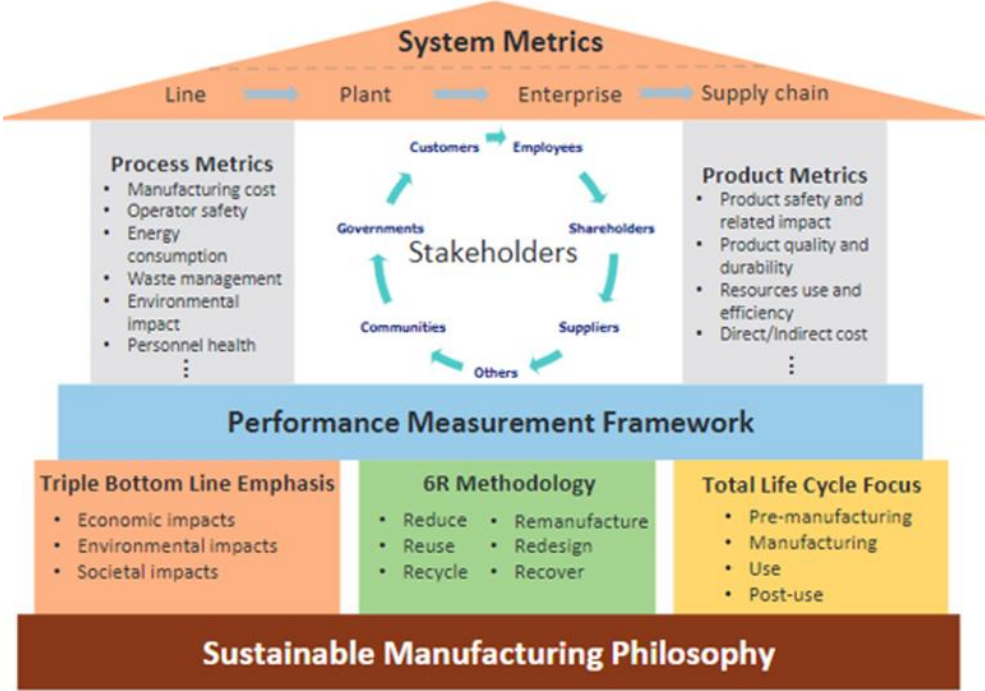 System Metrics
Line Plant Enterprise Supply chain
Process Metrics
• Manufacturing cost
• Operator safety
• Energy
consumption
• Waste management
• Environmental
impact
• Personnel health
⋮
Customers
Employees
Shareholders
Suppliers
Others
Communities
Governments
Stakeholders
Product Metrics
• Product safety and
related impact
• Product quality and
durability
• Resources use and
efficiency
• Direct/Indirect cost
⋮
Performance Measurement Framework
Triple Bottom Line Emphasis
• Economic impacts
• Environmental impacts
• Societal impacts
6R Methodology
• Reduce • Remanufacture
• Reuse • Redesign
• Recycle • Recover
Total Life Cycle Focus
• Pre-manufacturing
• Manufacturing
• Use
• Post-use
Sustainable Manufacturing Philosophy